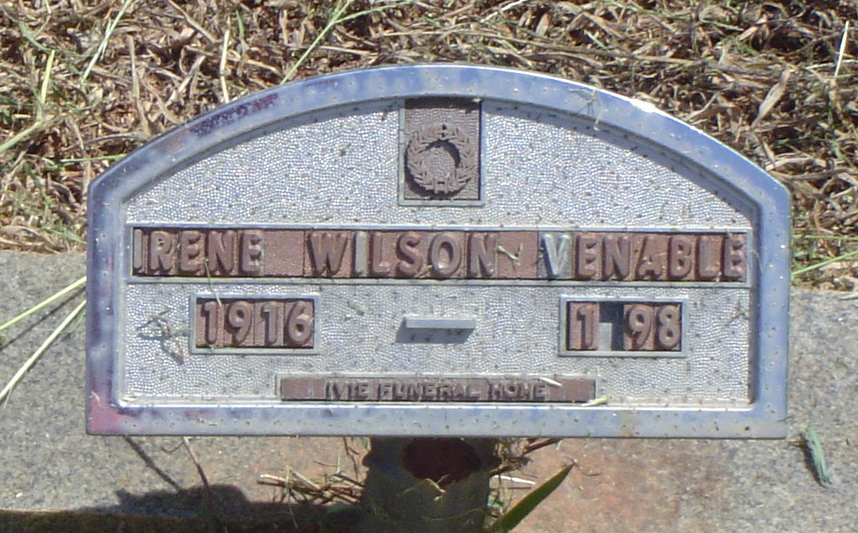 IRENE WILSON VENABLE
1916 — 1 98
IVIE FUNERAL HOME